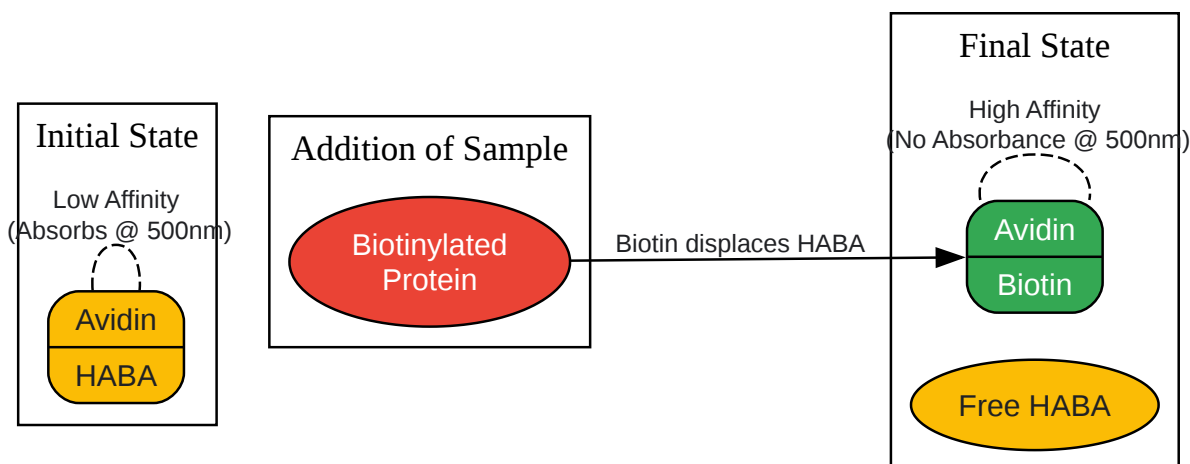 Initial State
Low Affinity
(Absorbs @ 500nm)
Avidin
HABA
Addition of Sample
Biotinylated
Protein
Biotin displaces HABA
Final State
High Affinity
(No Absorbance @ 500nm)
Avidin
Biotin
Free HABA